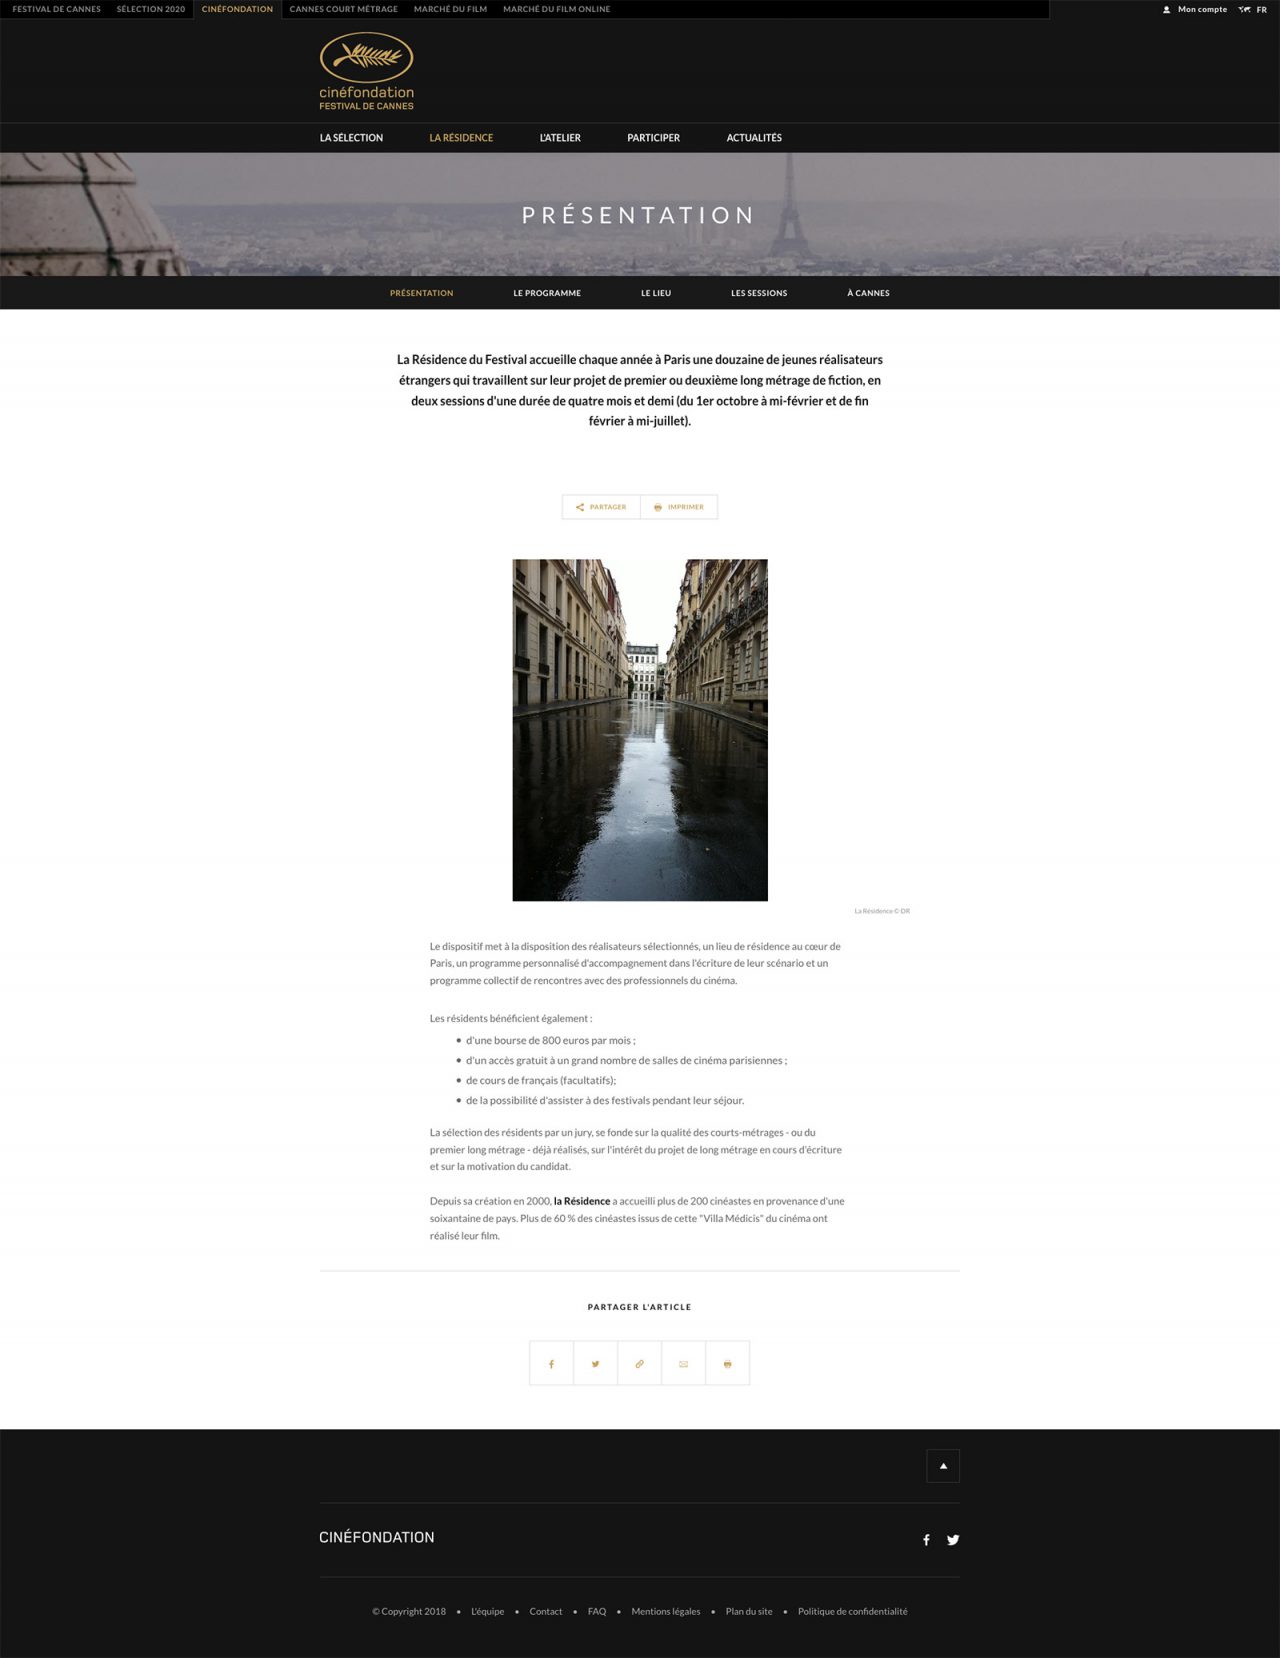 FESTIVAL DE CANNES SÉLECTION 2020 CINÉFONDATION CANNES COURT MÉTRAGE MARCHÉ DU FILM MARCHÉ DU FILM ONLINE Mon compte FR
cinéfondation
FESTIVAL DE CANNES
LA SÉLECTION LA RÉSIDENCE L'ATELIER PARTICIPER ACTUALITÉS
PRÉSENTATION
PRÉSENTATION LE PROGRAMME LE LIEU LES SESSIONS À CANNES
La Résidence du Festival accueille chaque année à Paris une douzaine de jeunes réalisateurs
étrangers qui travaillent sur leur projet de premier ou deuxième long métrage de fiction, en
deux sessions d'une durée de quatre mois et demi (du 1er octobre à mi-février et de fin
février à mi-juillet).
PARTAGER IMPRIMER
La Résidence © DR
Le dispositif met à la disposition des réalisateurs sélectionnés, un lieu de résidence au cœur de
Paris, un programme personnalisé d'accompagnement dans l'écriture de leur scénario et un
programme collectif de rencontres avec des professionnels du cinéma.
Les résidents bénéficient également :
• d'une bourse de 800 euros par mois ;
• d'un accès gratuit à un grand nombre de salles de cinéma parisiennes ;
• de cours de français (facultatifs);
• de la possibilité d'assister à des festivals pendant leur séjour.
La sélection des résidents par un jury, se fonde sur la qualité des courts-métrages - ou du
premier long métrage - déjà réalisés, sur l'intérêt du projet de long métrage en cours d'écriture
et sur la motivation du candidat.
Depuis sa création en 2000, la Résidence a accueilli plus de 200 cinéastes en provenance d'une
soixantaine de pays. Plus de 60 % des cinéastes issus de cette "Villa Médicis" du cinéma ont
réalisé leur film.
PARTAGER L'ARTICLE
CINÉFONDATION
© Copyright 2018 • L'équipe • Contact • FAQ • Mentions légales • Plan du site • Politique de confidentialité